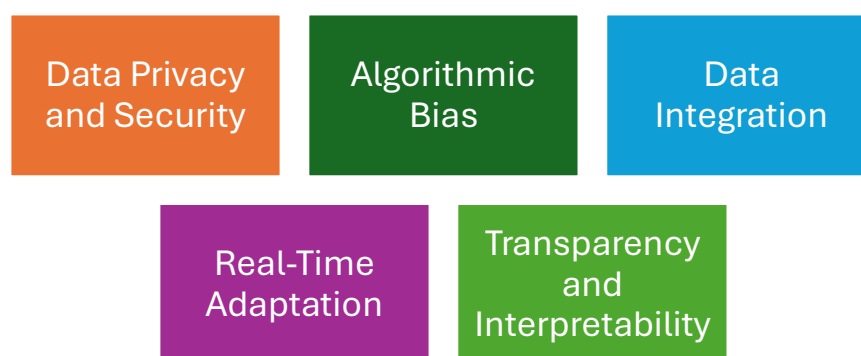 Data Privacy
and Security
Algorithmic
Bias
Data
Integration
Real-Time
Adaptation
Transparency
and
Interpretability